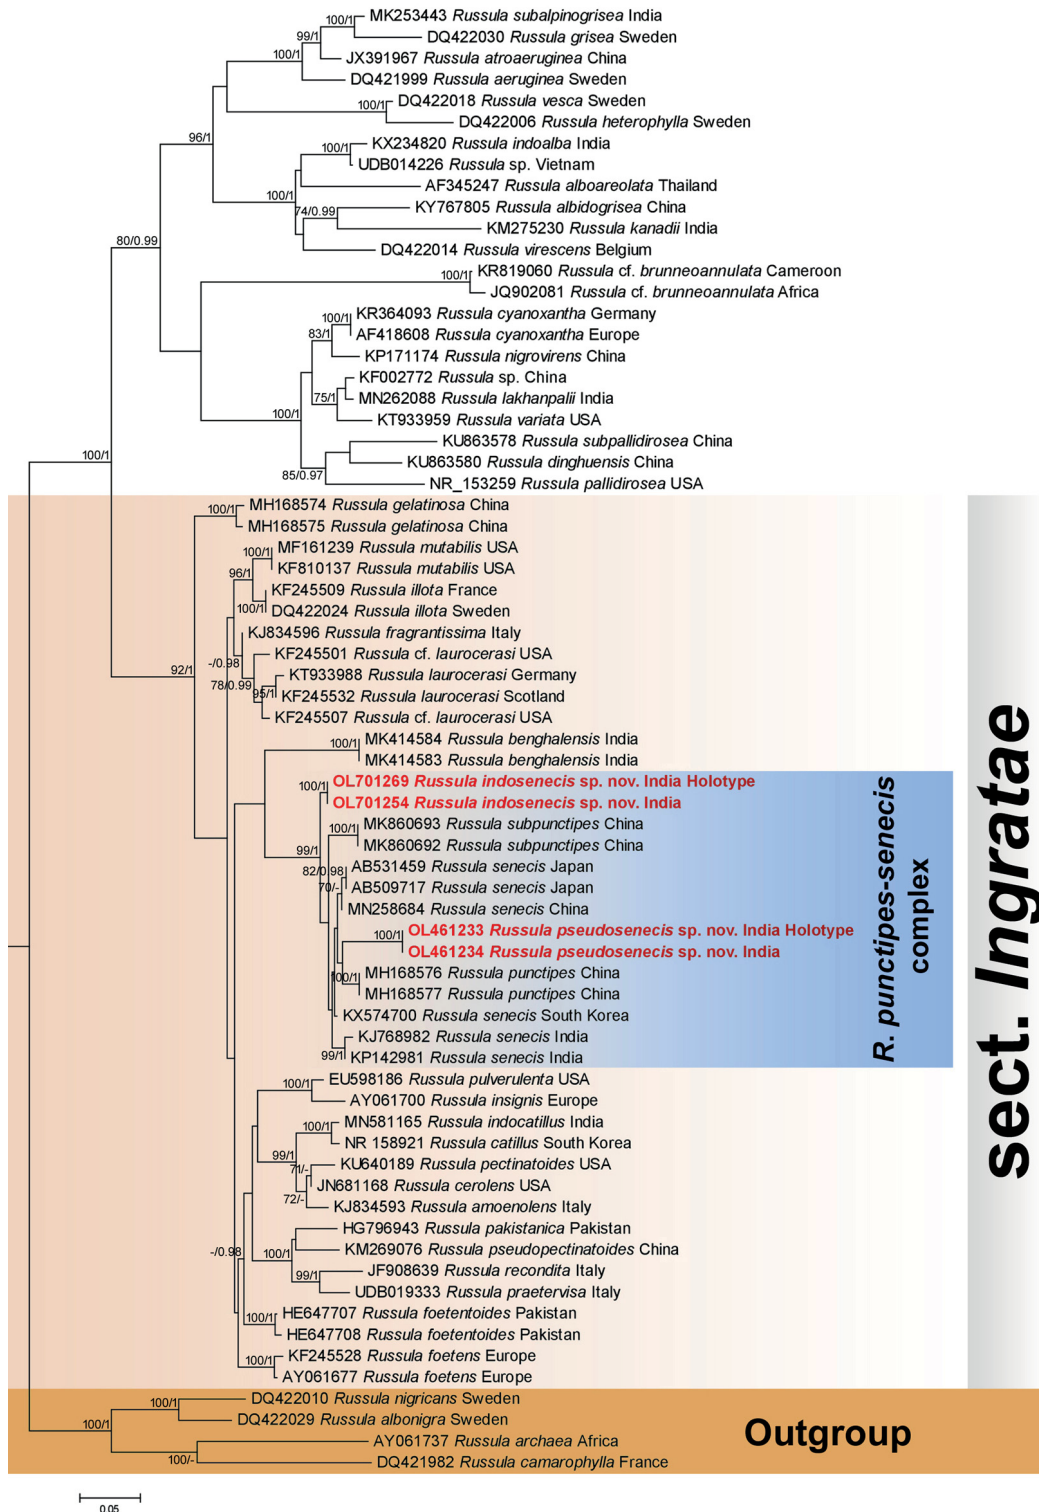 MK253443 Russula subalpinogrisea India
100/1
DQ422030 Russula grisea Sweden
99/1
JX391967 Russula atroaeruginea China
100/1
DQ421999 Russula aeruginea Sweden
DQ422018 Russula vesca Sweden
100/1
DQ422006 Russula heterophylla Sweden
96/1
KX234820 Russula indoalba India
100/1
UDB014226 Russula sp. Vietnam
AF345247 Russula alboareolata Thailand
100/1
KY767805 Russula albidogrisea China
74/0.99
KM275230 Russula kanadii India
80/0.99
DQ422014 Russula virescens Belgium
KR819060 Russula cf. brunneoannulata Cameroon
100/1
JQ902081 Russula cf. brunneoannulata Africa
KR364093 Russula cyanoxantha Germany
100/1
AF418608 Russula cyanoxantha Europe
83/1
KP171174 Russula nigrovirens China
KF002772 Russula sp. China
MN262088 Russula lakhanpalii India
75/1
KT933959 Russula variata USA
100/1
KU863578 Russula subpallidirosea China
KU863580 Russula dinghuensis China
100/1
85/0.97
NR_153259 Russula pallidirosea USA
MH168574 Russula gelatinosa China
100/1
MH168575 Russula gelatinosa China
MF161239 Russula mutabilis USA
100/1
KF810137 Russula mutabilis USA
96/1
KF245509 Russula illota France
100/1
DQ422024 Russula illota Sweden
KJ834596 Russula fragrantissima Italy
KF245501 Russula cf. laurocerasi USA
-/0.98
92/1
KT933988 Russula laurocerasi Germany
78/0.99
95/1
KF245532 Russula laurocerasi Scotland
KF245507 Russula cf. laurocerasi USA
MK414584 Russula benghalensis India
100/1
MK414583 Russula benghalensis India
OL701269 Russula indosenecis sp. nov. India Holotype
100/1
OL701254 Russula indosenecis sp. nov. India
MK860693 Russula subpunctipes China
100/1
MK860692 Russula subpunctipes China
99/1
AB531459 Russula senecis Japan
82/0.98
AB509717 Russula senecis Japan
70/-
MN258684 Russula senecis China
OL461233 Russula pseudosenecis sp. nov. India Holotype
100/1
OL461234 Russula pseudosenecis sp. nov. India
MH168576 Russula punctipes China
100/1
MH168577 Russula punctipes China
KX574700 Russula senecis South Korea
KJ768982 Russula senecis India
99/1
KP142981 Russula senecis India
R. punctipes-senecis
complex
sect. Ingratae
EU598186 Russula pulverulenta USA
100/1
AY061700 Russula insignis Europe
MN581165 Russula indocatillus India
100/1
NR 158921 Russula catillus South Korea
99/1
KU640189 Russula pectinatoides USA
71/-
JN681168 Russula cerolens USA
72/-
KJ834593 Russula amoenolens Italy
HG796943 Russula pakistanica Pakistan
KM269076 Russula pseudopectinatoides China
-/0.98
100/1
JF908639 Russula recondita Italy
99/1
UDB019333 Russula praetervisa Italy
HE647707 Russula foetentoides Pakistan
100/1
HE647708 Russula foetentoides Pakistan
KF245528 Russula foetens Europe
100/1
AY061677 Russula foetens Europe
DQ422010 Russula nigricans Sweden
100/1
DQ422029 Russula albonigra Sweden
100/1
AY061737 Russula archaea Africa
100/-
DQ421982 Russula camarophylla France
Outgroup
0.05